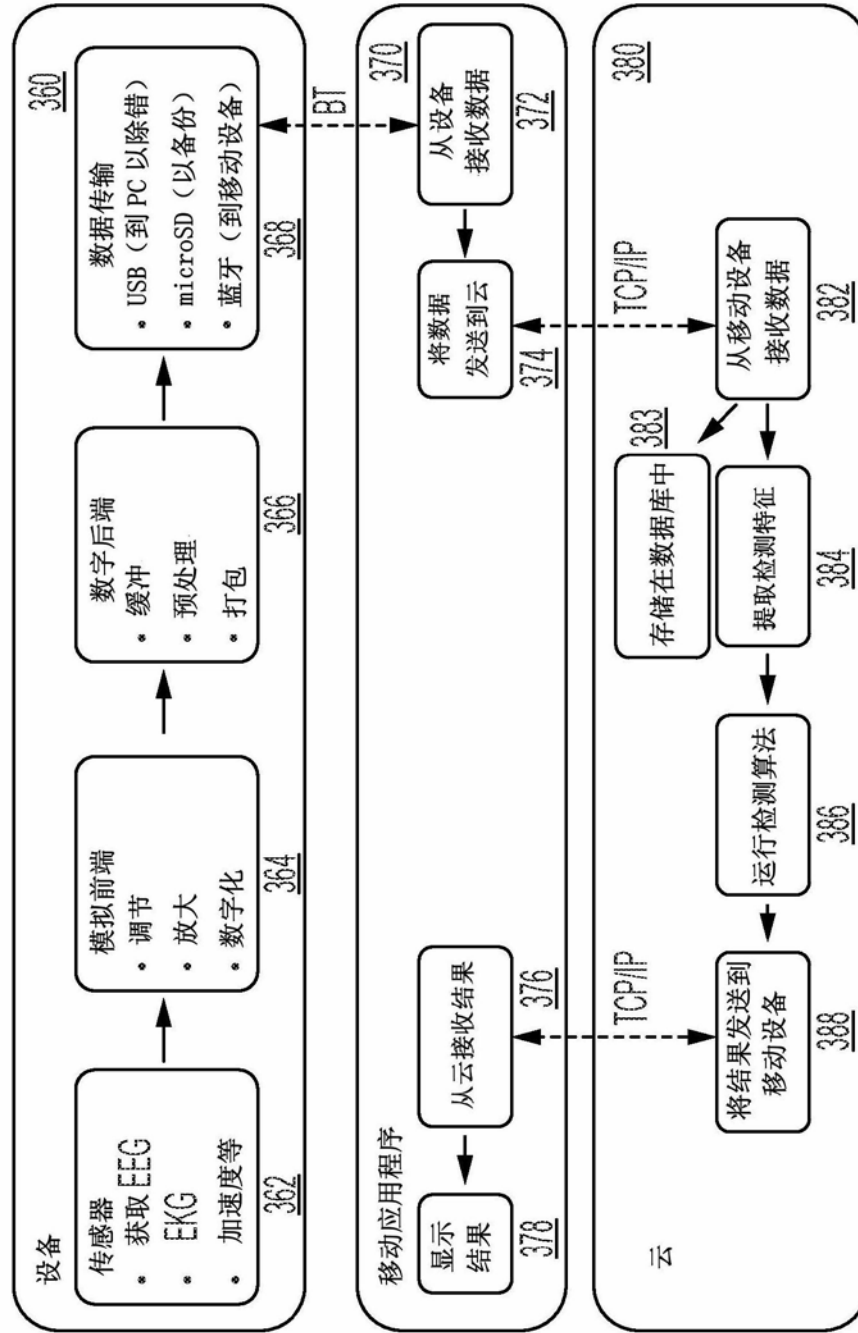 设备
360
传感器
• 获取EEG
• EKG
• 加速度等
362
模拟前端
• 调节
• 放大
• 数字化
364
数字后端
• 缓冲
• 预处理
• 打包
366
数据传输
• USB（到 PC 以除错）
• microSD（以备份）
• 蓝牙（到移动设备）
368
BT
移动应用程序
370
显示
结果
378
从云接收结果
376
将数据
发送到云
374
从设备
接收数据
372
TCP/IP
TCP/IP
云
380
将结果发送到
移动设备
388
运行检测算法
386
存储在数据库中
383
提取检测特征
384
从移动设备
接收数据
382